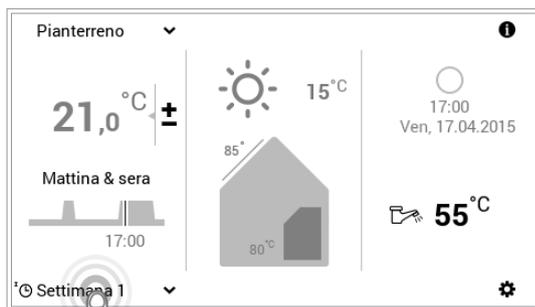 Pianterreno
21,0 °C ±
Mattina & sera
17:00
Settimana 1
15°C
85°
80°C
17:00
Ven, 17.04.2015
55°C